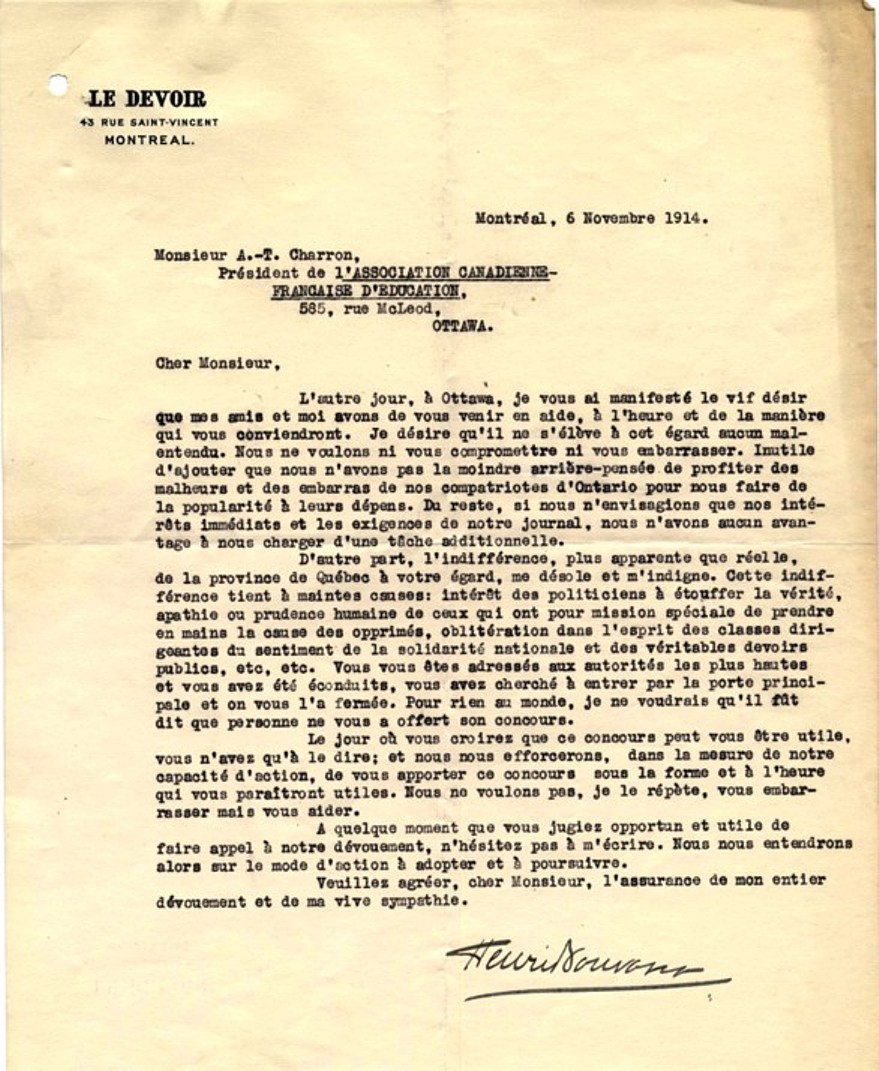 LE DEVOIR
43 RUE SAINT-VINCENT
MONTREAL.
Montréal, 6 Novembre 1914.
Monsieur A.-T. Charron,
Président de l'ASSOCIATION CANADIENNE-
FRANCAISE D'EDUCATION,
585, rue McLeod,
OTTAWA.
Cher Monsieur,
L'autre jour, à Ottawa, je vous ai manifesté le vif désir
que mes amis et moi avons de vous venir en aide, à l'heure et de la manière
qui vous conviendront. Je désire qu'il ne s'élève à cet égard aucun mal-
entendu. Nous ne voulons ni vous compromettre ni vous embarrasser. Inutile
d'ajouter que nous n'avons pas la moindre arrière-pensée de profiter des
malheurs et des embarras de nos compatriotes d'Ontario pour nous faire de
la popularité à leurs dépens. Du reste, si nous n'envisagions que nos inté-
rêts immédiats et les exigences de notre journal, nous n'avons aucun avan-
tage à nous charger d'une tâche additionnelle.
D'autre part, l'indifférence, plus apparente que réelle,
de la province de Québec à votre égard, me désole et m'indigne. Cette indif-
férence tient à maintes causes: intérêt des politiciens à étouffer la vérité,
apathie ou prudence humaine de ceux qui ont pour mission spéciale de prendre
en mains la cause des opprimés, oblitération dans l'esprit des classes diri-
geantes du sentiment de la solidarité nationale et des véritables devoirs
publics, etc, etc. Vous vous êtes adressés aux autorités les plus hautes
et vous avez été éconduits, vous avez cherché à entrer par la porte princi-
pale et on vous l'a fermée. Pour rien au monde, je ne voudrais qu'il fût
dit que personne ne vous a offert son concours.
Le jour où vous croirez que ce concours peut vous être utile,
vous n'avez qu'à le dire; et nous nous efforcerons, dans la mesure de notre
capacité d'action, de vous apporter ce concours sous la forme et à l'heure
qui vous paraîtront utiles. Nous ne voulons pas, je le répète, vous embar-
rasser mais vous aider.
A quelque moment que vous jugiez opportun et utile de
faire appel à notre dévouement, n'hésitez pas à m'écrire. Nous nous entendrons
alors sur le mode d'action à adopter et à poursuivre.
Veuillez agréer, cher Monsieur, l'assurance de mon entier
dévouement et de ma vive sympathie.
Henri Bourassa